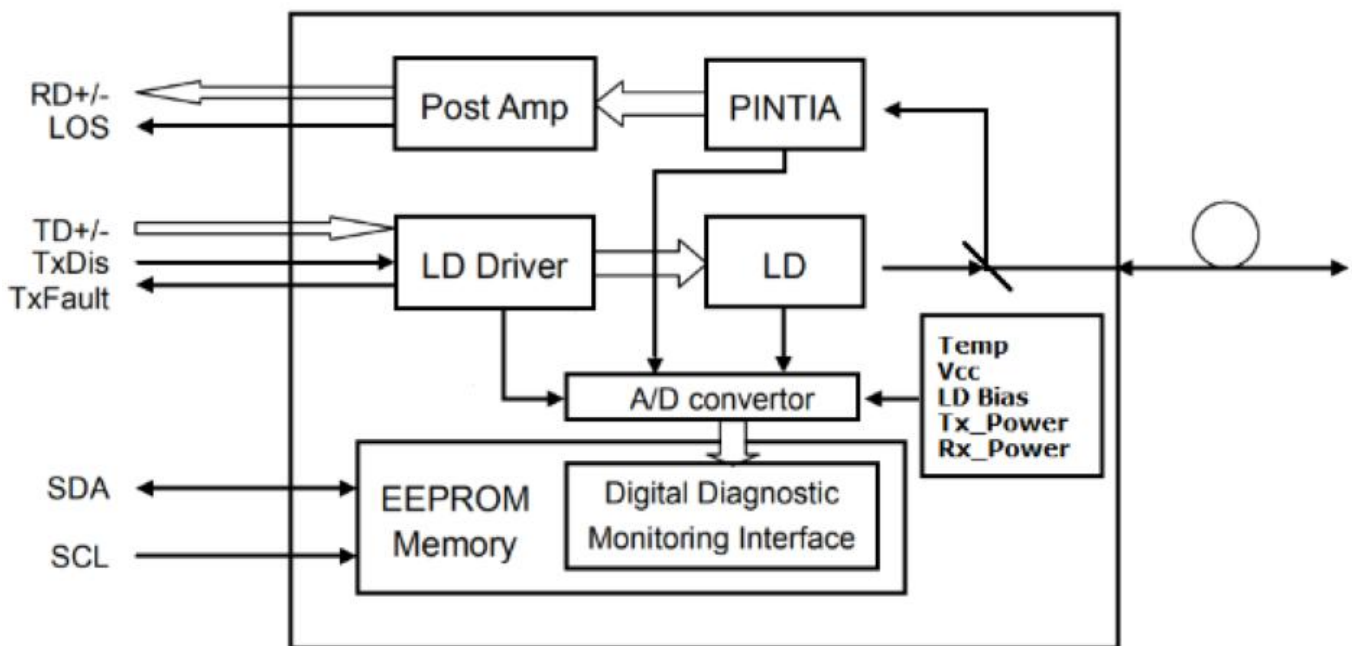 RD+/-
LOS
Post Amp
PINTIA
TD+/-
TxDis
TxFault
LD Driver
LD
Temp
Vcc
LD Bias
Tx_Power
Rx_Power
A/D convertor
SDA
SCL
EEPROM
Memory
Digital Diagnostic
Monitoring Interface